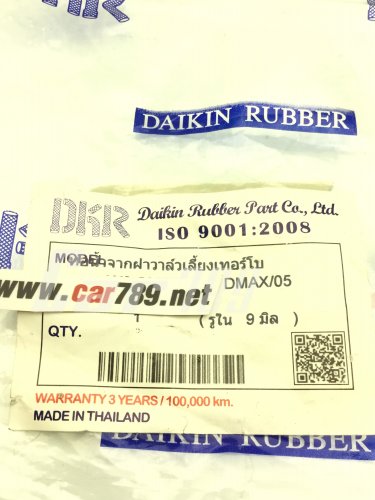 DKR
DAIKIN RUBBER
DKR Daikin Rubber Part Co., Ltd.
ISO 9001:2008
MODEL
ท่อน้ำจากฝาวาล์วเลี้ยงเทอร์โบ
www.car789.net DMAX/05
QTY. 1 (รูใน 9 มิล)
WARRANTY 3 YEARS / 100,000 km.
MADE IN THAILAND
DAIKIN RUBBER